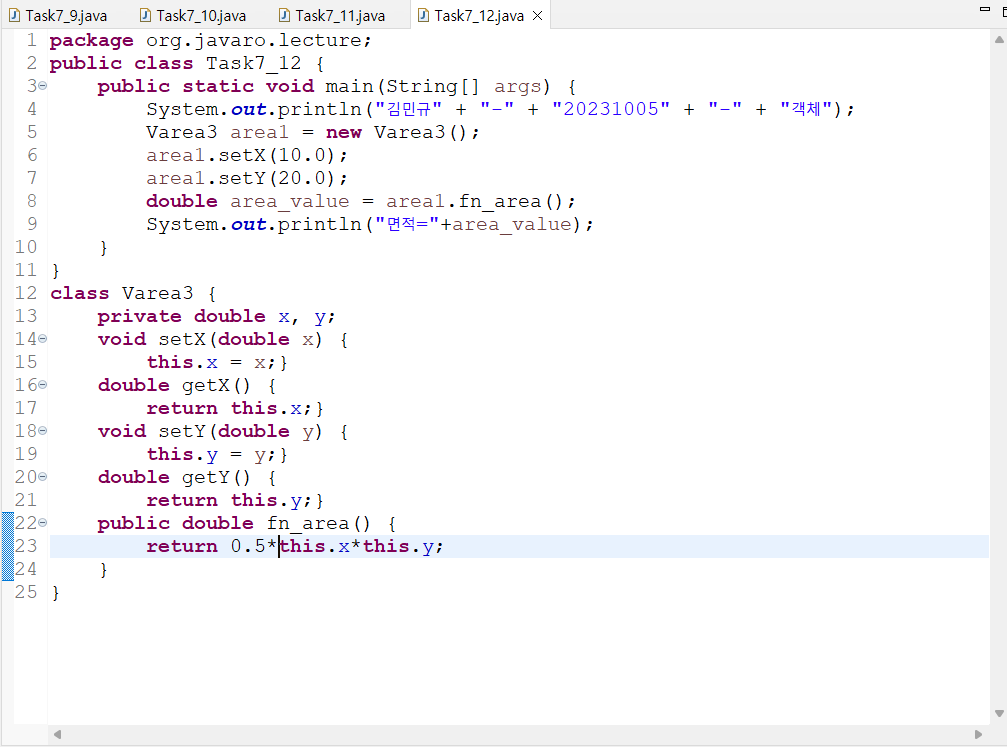 Task7_9.java Task7_10.java Task7_11.java Task7_12.java
1 package org.javaro.lecture;
2 public class Task7_12 {
3 public static void main(String[] args) {
4 System.out.println("김민규" + "-" + "20231005" + "-" + "객체");
5 Varea3 area1 = new Varea3();
6 area1.setX(10.0);
7 area1.setY(20.0);
8 double area_value = area1.fn_area();
9 System.out.println("면적="+area_value);
10 }
11 }
12 class Varea3 {
13 private double x, y;
14 void setX(double x) {
15 this.x = x;}
16 double getX() {
17 return this.x;}
18 void setY(double y) {
19 this.y = y;}
20 double getY() {
21 return this.y;}
22 public double fn_area() {
23 return 0.5*this.x*this.y;
24 }
25 }